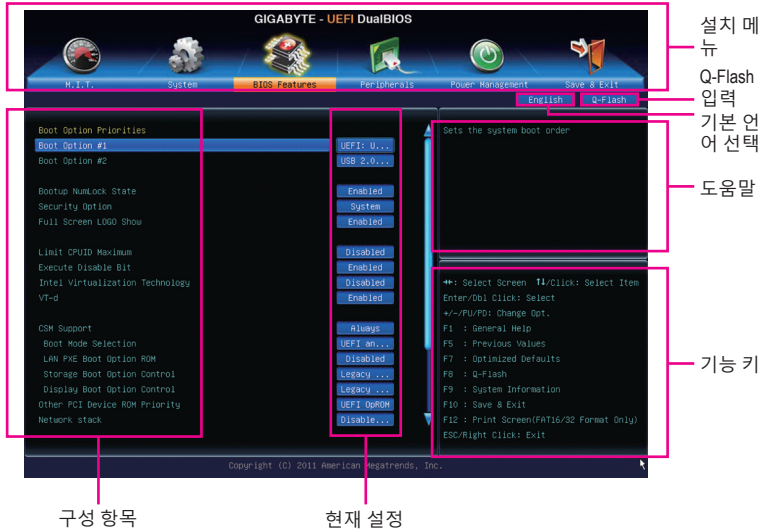 GIGABYTE - UEFI DualBIOS
설치 메
뉴
M.I.T. System BIOS Features Peripherals Power Management Save & Exit
Q-Flash
입력
English Q-Flash
기본 언
어 선택
Boot Option Priorities
Boot Option #1 UEFI: U...
Boot Option #2 USB 2.0...
Bootup NumLock State Enabled
Security Option System
Full Screen LOGO Show Enabled
Limit CPUID Maximum Disabled
Execute Disable Bit Enabled
Intel Virtualization Technology Disabled
VT-d Enabled
CSM Support Always
Boot Mode Selection UEFI an...
LAN PXE Boot Option ROM Disabled
Storage Boot Option Control Legacy ...
Display Boot Option Control Legacy ...
Other PCI Device ROM Priority UEFI OpROM
Network stack Disable...
Sets the system boot order
도움말
→←: Select Screen ↑↓/Click: Select Item
Enter/Dbl Click: Select
+/-/PU/PD: Change Opt.
F1 : General Help
F5 : Previous Values
F7 : Optimized Defaults
F8 : Q-Flash
F9 : System Information
F10 : Save & Exit
F12 : Print Screen(FAT16/32 Format Only)
ESC/Right Click: Exit
기능 키
Copyright (C) 2011 American Megatrends, Inc.
구성 항목
현재 설정